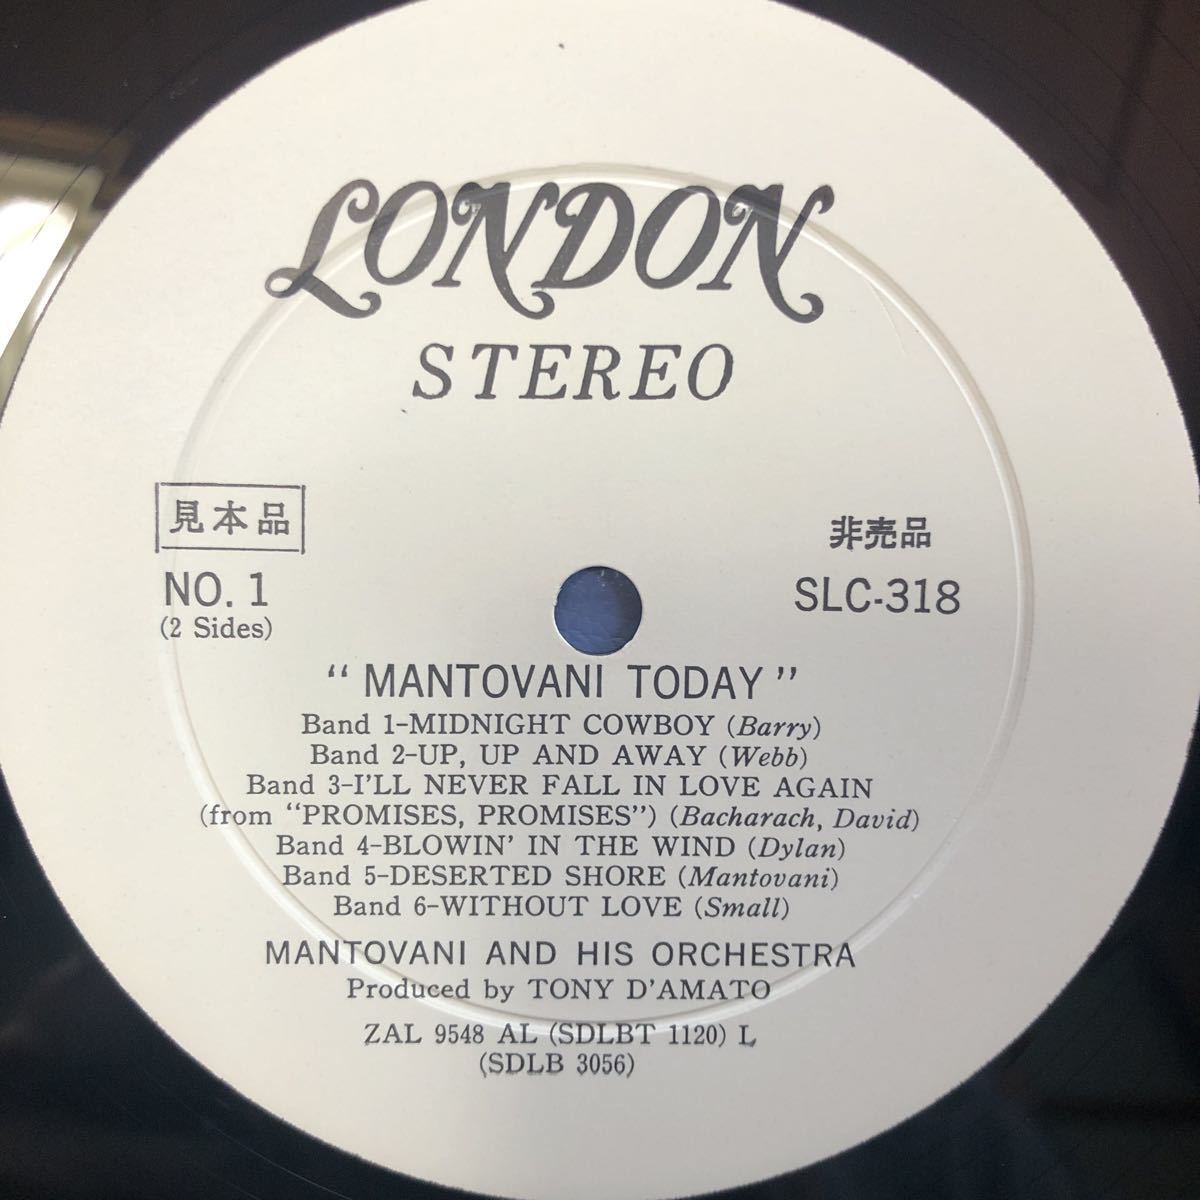 LONDON
STEREO
見本品
非売品
NO. 1
SLC-318
(2 Sides)
“MANTOVANI TODAY”
Band 1-MIDNIGHT COWBOY (Barry)
Band 2-UP, UP AND AWAY (Webb)
Band 3-I'LL NEVER FALL IN LOVE AGAIN
(from “PROMISES, PROMISES”) (Bacharach, David)
Band 4-BLOWIN' IN THE WIND (Dylan)
Band 5-DESERTED SHORE (Mantovani)
Band 6-WITHOUT LOVE (Small)
MANTOVANI AND HIS ORCHESTRA
Produced by TONY D'AMATO
ZAL 9548 AL (SDLBT 1120) L
(SDLB 3056)